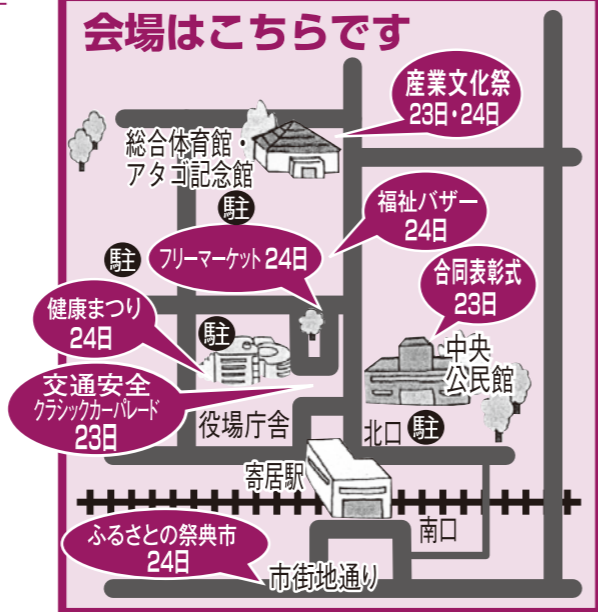 会場はこちらです
産業文化祭
23日・24日
総合体育館・
アタゴ記念館
駐
福祉バザー
24日
駐
フリーマーケット 24日
合同表彰式
23日
健康まつり
24日
駐
中央
公民館
交通安全
クラシックカーパレード
23日
役場庁舎
北口
駐
寄居駅
南口
ふるさとの祭典市
24日
市街地通り